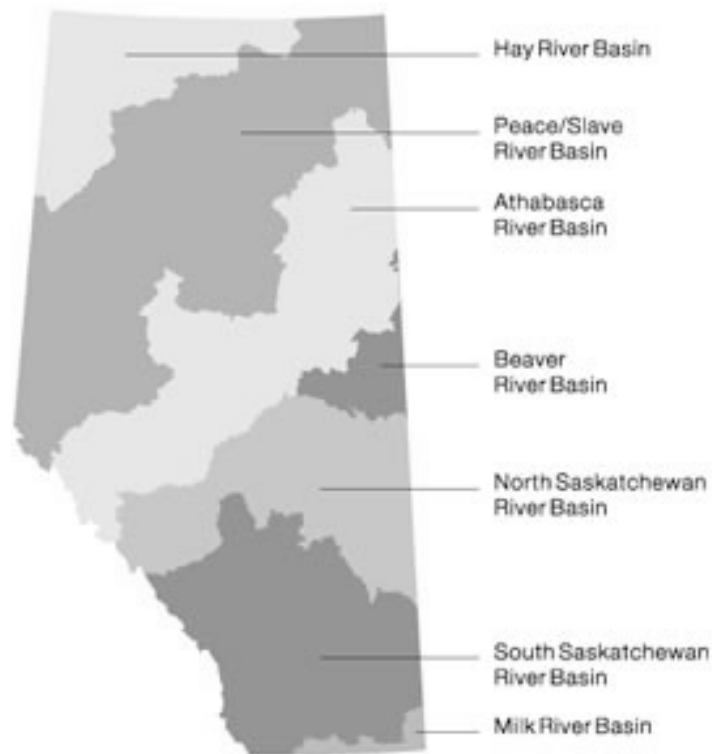 Hay River Basin
Peace/Slave
River Basin
Athabasca
River Basin
Beaver
River Basin
North Saskatchewan
River Basin
South Saskatchewan
River Basin
Milk River Basin